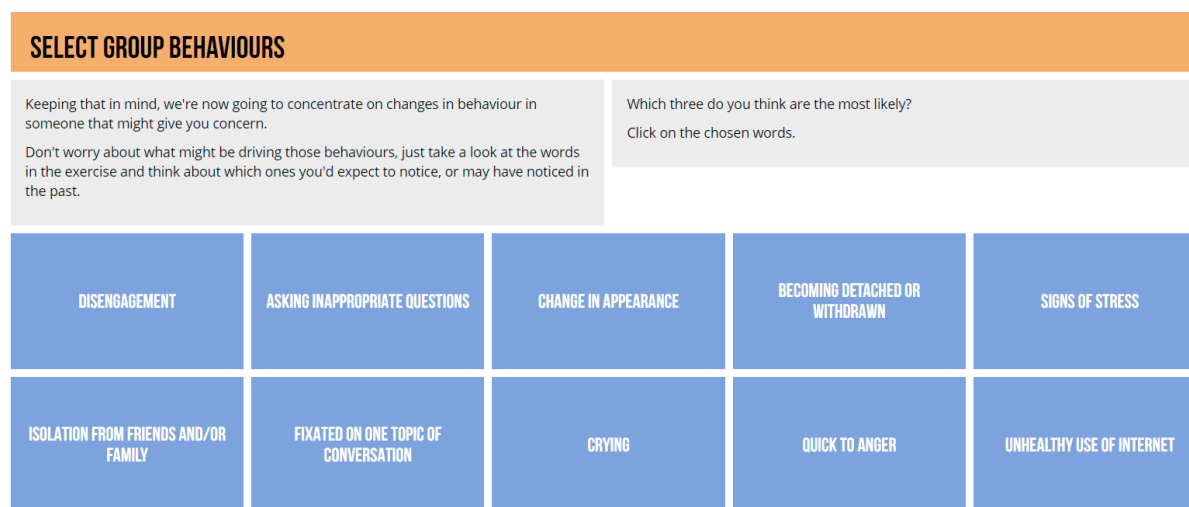 SELECT GROUP BEHAVIOURS
Keeping that in mind, we're now going to concentrate on changes in behaviour in
someone that might give you concern.
Don't worry about what might be driving those behaviours, just take a look at the words
in the exercise and think about which ones you'd expect to notice, or may have noticed in
the past.
Which three do you think are the most likely?
Click on the chosen words.
DISENGAGEMENT
ASKING INAPPROPRIATE QUESTIONS
CHANGE IN APPEARANCE
BECOMING DETACHED OR
WITHDRAWN
SIGNS OF STRESS
ISOLATION FROM FRIENDS AND/OR
FAMILY
FIXATED ON ONE TOPIC OF
CONVERSATION
CRYING
QUICK TO ANGER
UNHEALTHY USE OF INTERNET